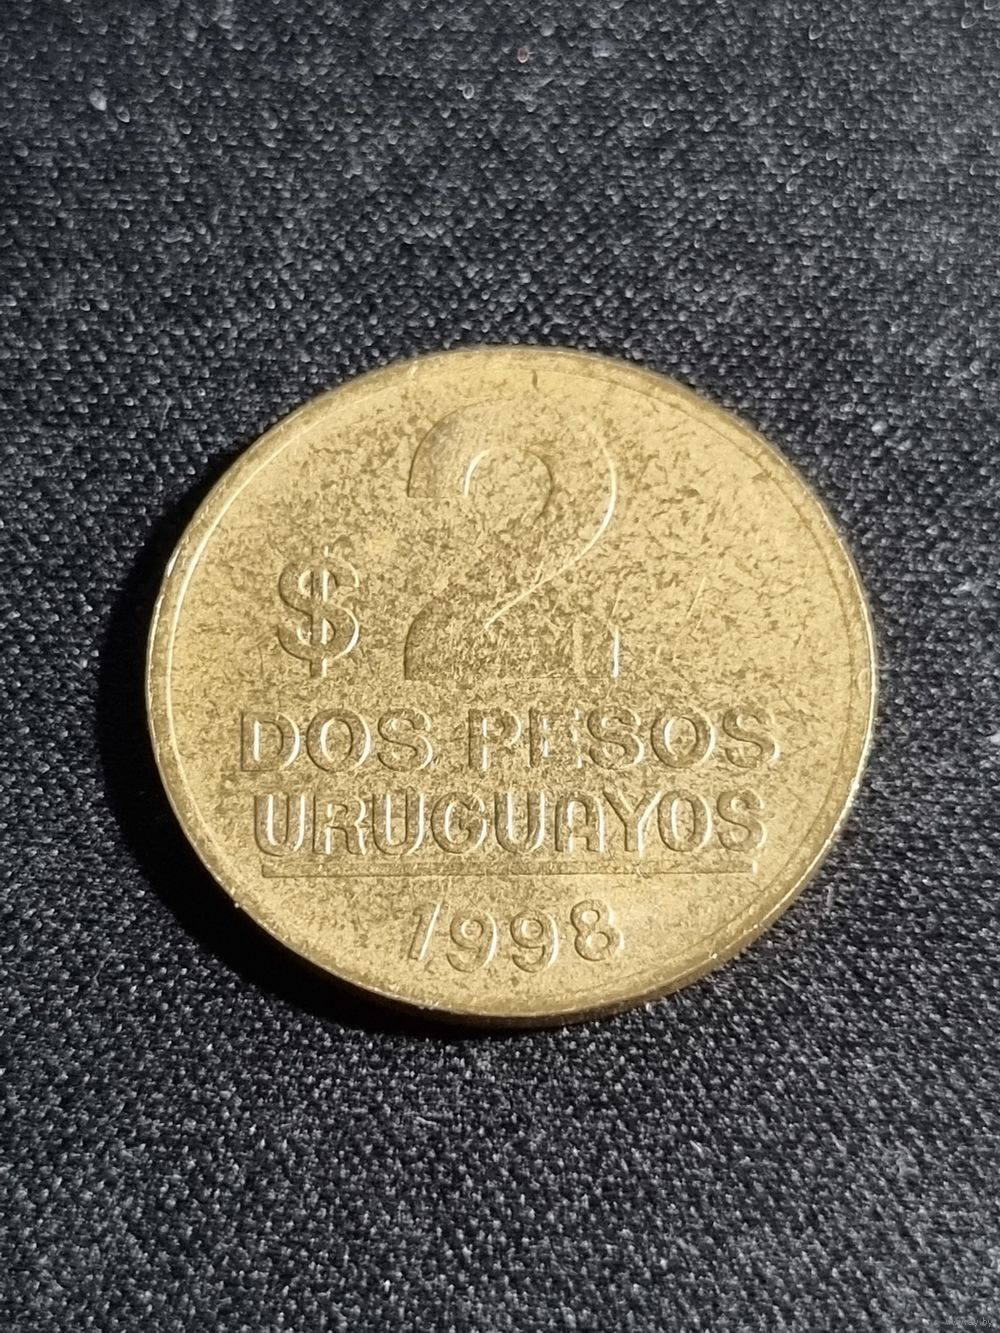 $ 2
DOS PESOS
URUGUAYOS
1998